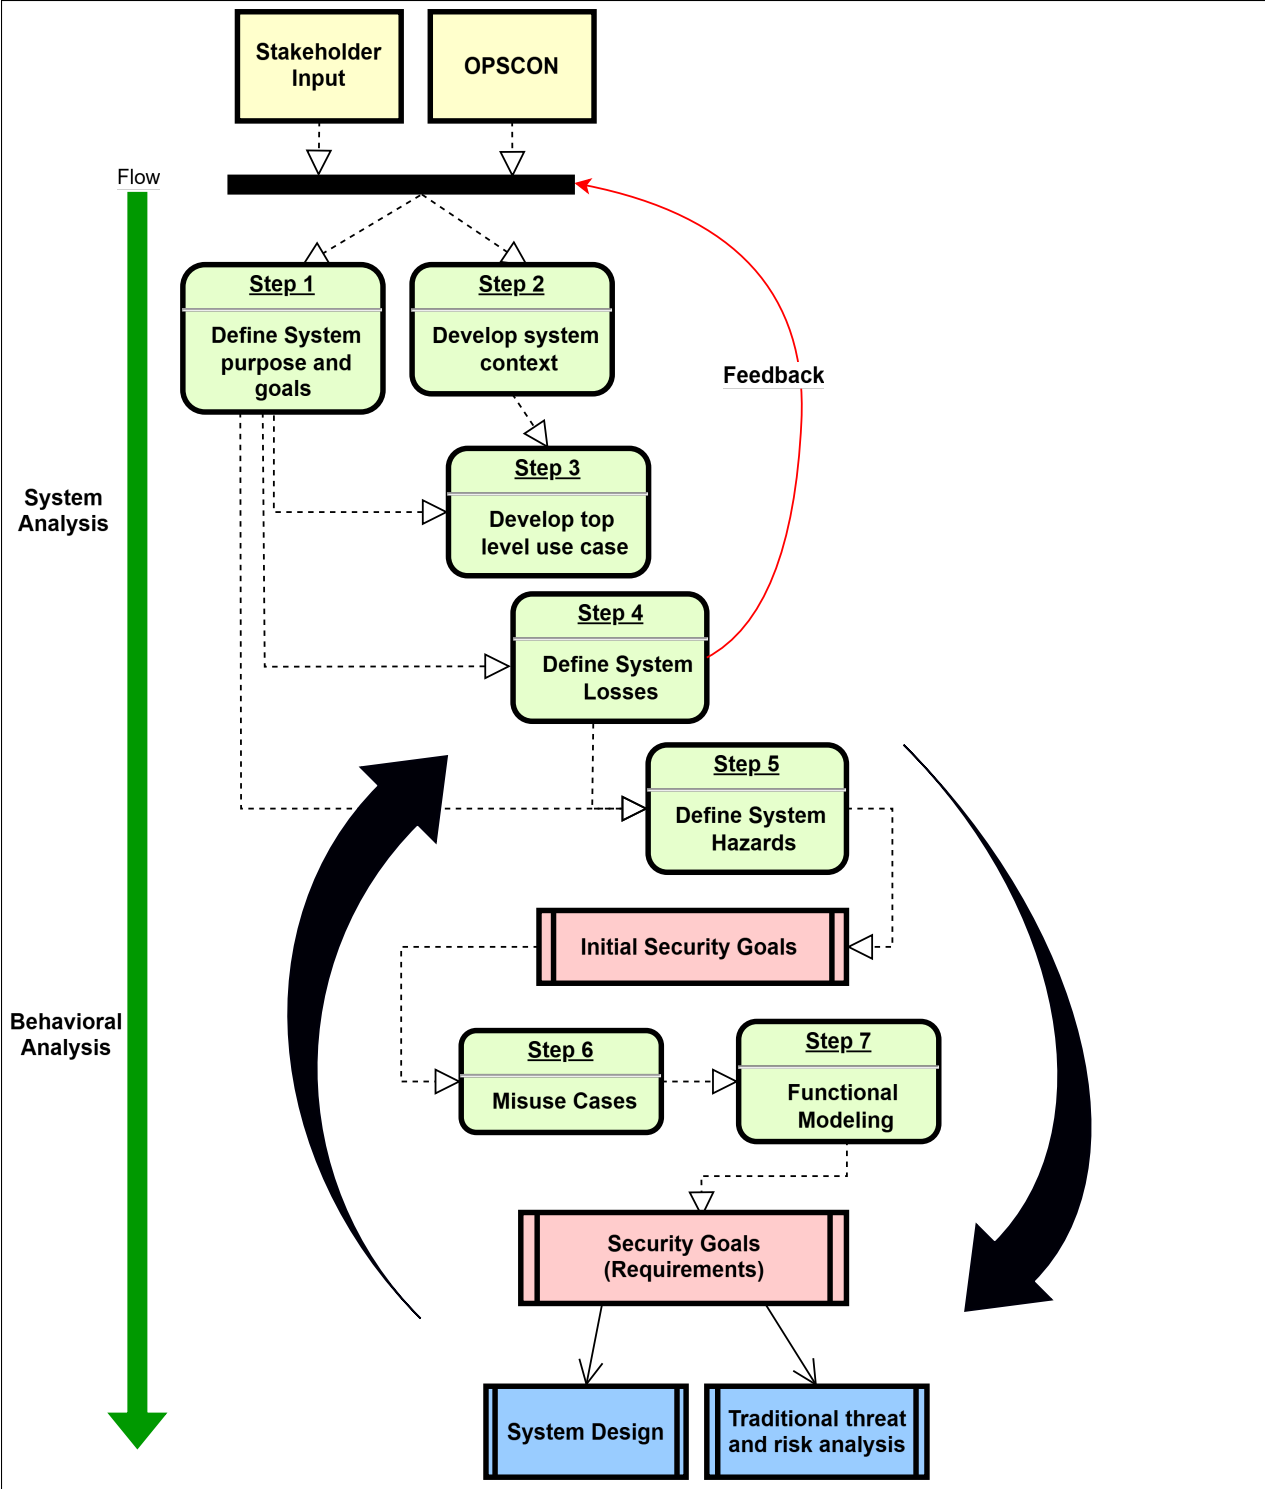 Stakeholder
Input
OPSCON
Flow
Step 1
Define System
purpose and
goals
Step 2
Develop system
context
Feedback
System
Analysis
Step 3
Develop top
level use case
Step 4
Define System
Losses
Step 5
Define System
Hazards
Initial Security Goals
Behavioral
Analysis
Step 6
Misuse Cases
Step 7
Functional
Modeling
Security Goals
(Requirements)
System Design
Traditional threat
and risk analysis